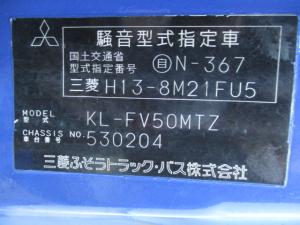 騒音型式指定車
国土交通省
型式指定番号 自N-367
三菱 H13-8M21FU5
MODEL
型式 KL-FV50MTZ
CHASSIS NO.
車台番号 530204
三菱ふそうトラック・バス株式会社